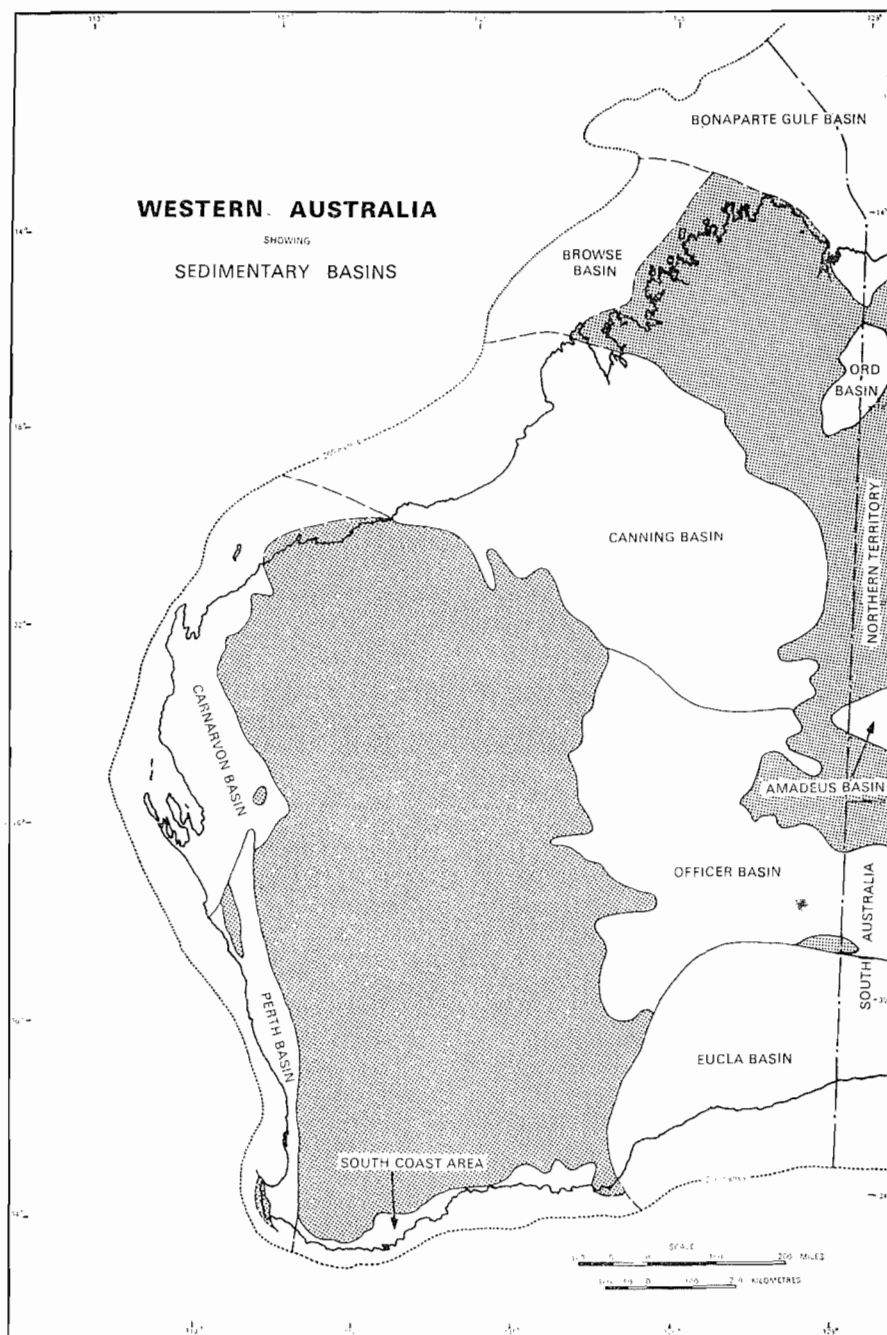 BONAPARTE GULF BASIN
WESTERN AUSTRALIA
SHOWING
SEDIMENTARY BASINS
BROWSE
BASIN
ORD
BASIN
CANNING BASIN
NORTHERN TERRITORY
CARNARVON BASIN
AMADEUS BASIN
OFFICER BASIN
SOUTH AUSTRALIA
PERTH BASIN
EUCLA BASIN
SOUTH COAST AREA
SCALE
MILES
KILOMETRES